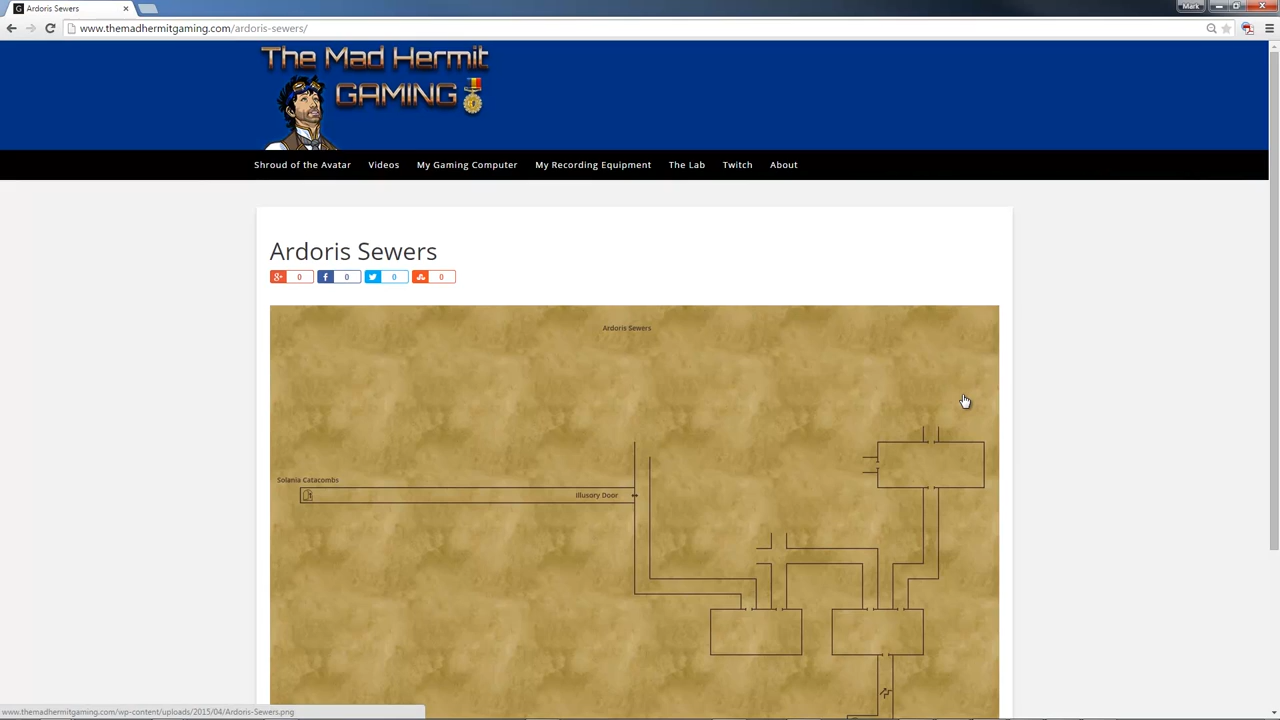 Ardoris Sewers
Mark
www.themadhermitgaming.com/ardoris-sewers/
The Mad Hermit
GAMING
Shroud of the Avatar Videos My Gaming Computer My Recording Equipment The Lab Twitch About
Ardoris Sewers
0 0 0 0
Ardoris Sewers
Solania Catacombs
Illusory Door
www.themadhermitgaming.com/wp-content/uploads/2015/04/Ardoris-Sewers.png